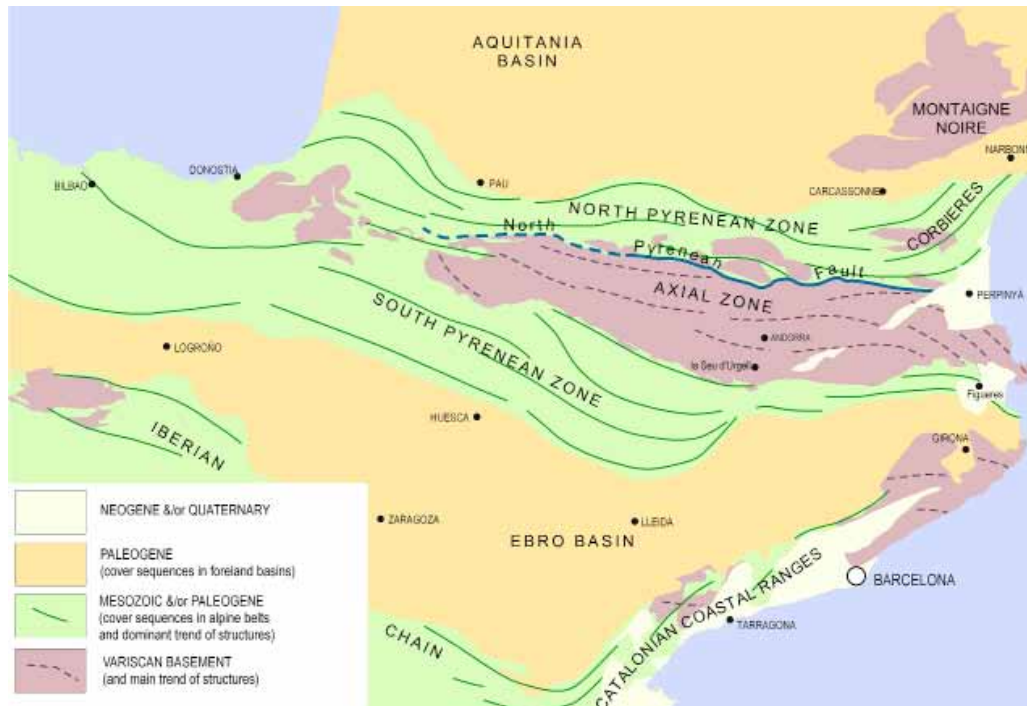 AQUITANIA
BASIN
MONTAIGNE
NOIRE
NARBONN
DONOSTIA
BILBAO
PAU
CARCASSONNE
NORTH PYRENEAN ZONE
CORBIERES
North Pyrenean Fault
AXIAL ZONE
PERPINYÀ
SOUTH PYRENEAN ZONE
ANDORRA
LOGROÑO
la Seu d'Urgell
Figueres
HUESCA
IBERIAN
GIRONA
ZARAGOZA
LLEIDA
EBRO BASIN
BARCELONA
CATALONIAN COASTAL RANGES
TARRAGONA
CHAIN
NEOGENE &/or QUATERNARY
PALEOGENE
(cover sequences in foreland basins)
MESOZOIC &/or PALEOGENE
(cover sequences in alpine belts
and dominant trend of structures)
VARISCAN BASEMENT
(and main trend of structures)